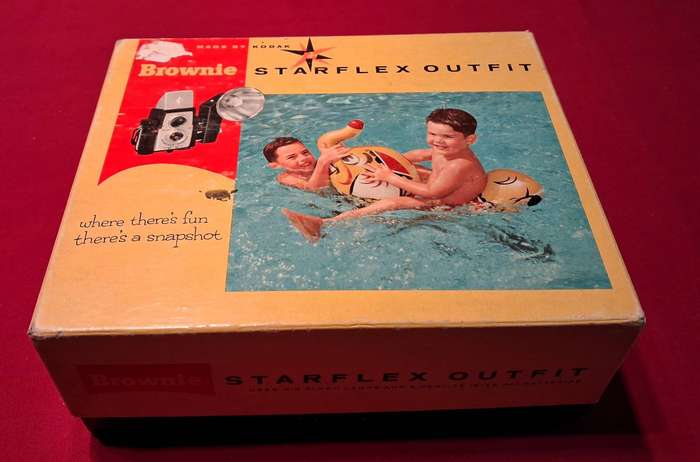 MADE BY KODAK
Brownie
STARFLEX OUTFIT
where there's fun
there's a snapshot
Brownie
STARFLEX OUTFIT